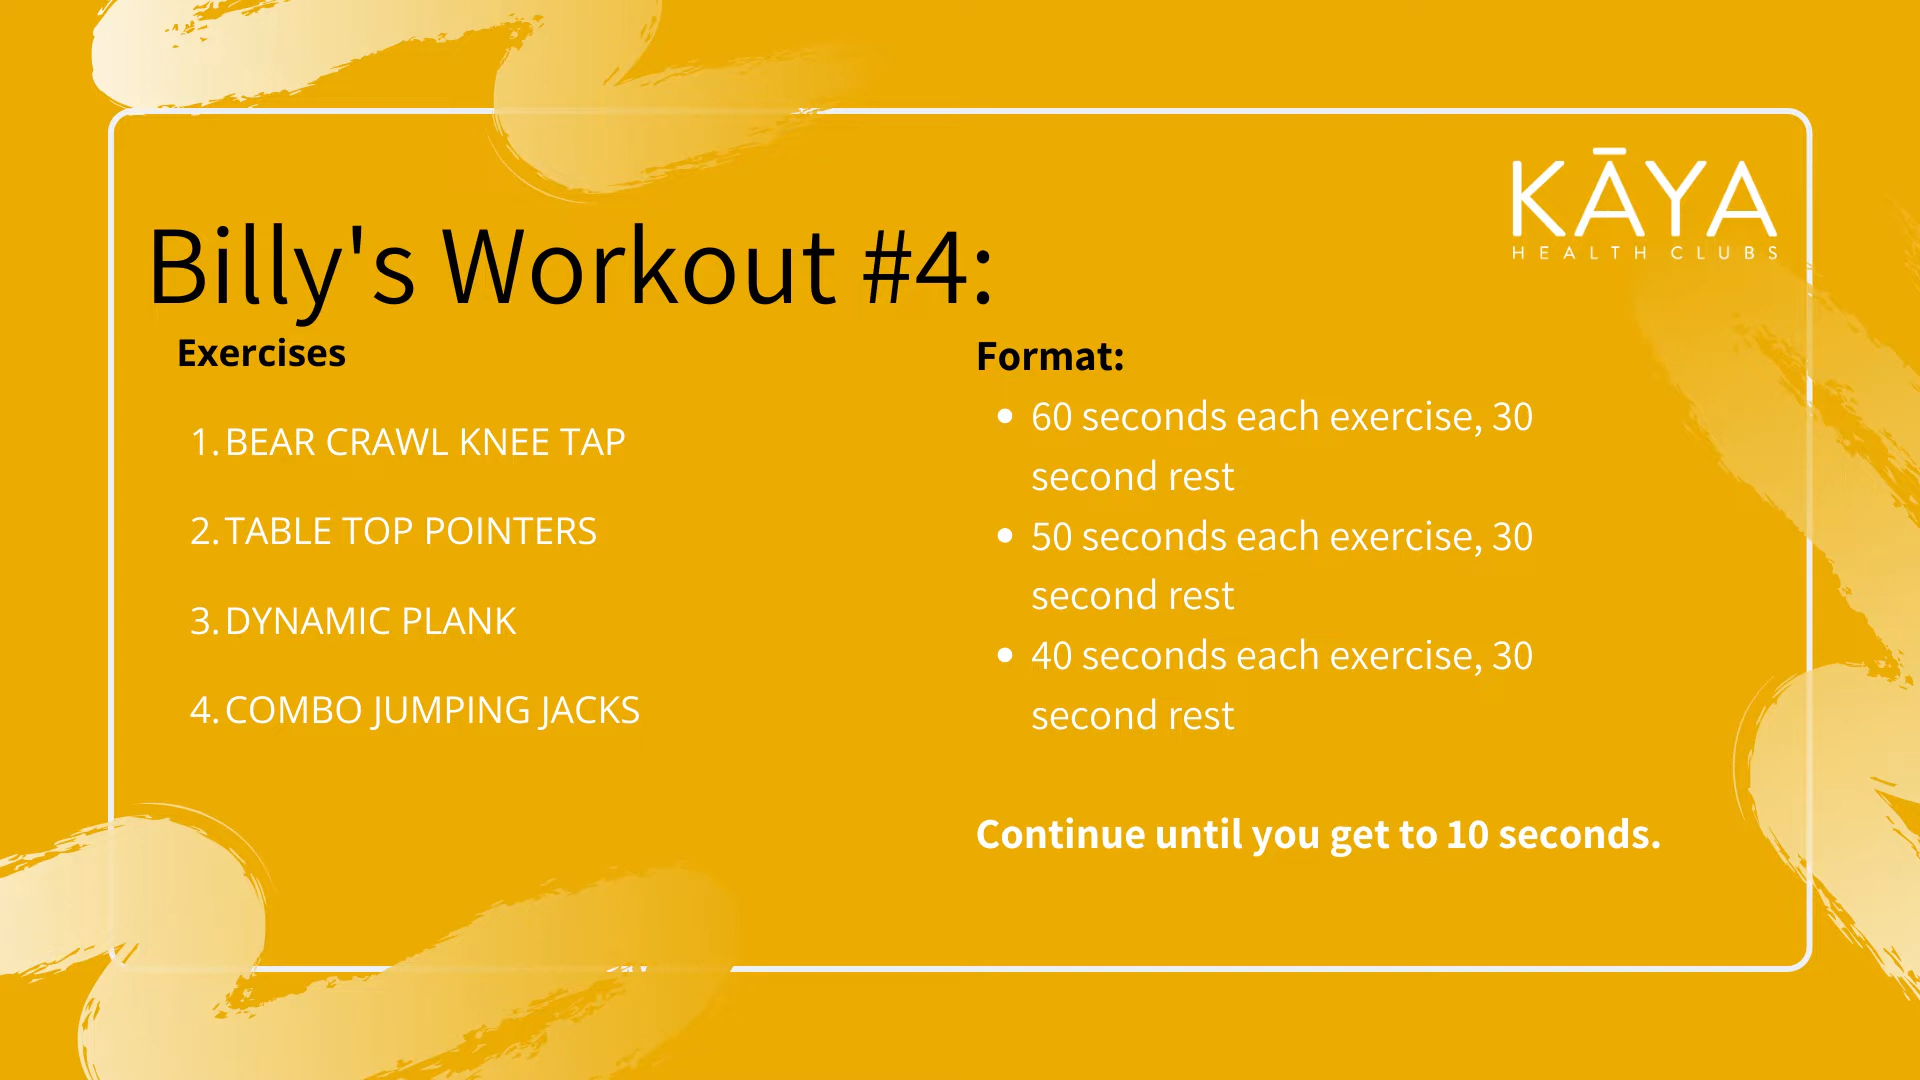 KĀYA
HEALTH CLUBS
Billy's Workout #4:
Exercises
1. BEAR CRAWL KNEE TAP
2. TABLE TOP POINTERS
3. DYNAMIC PLANK
4. COMBO JUMPING JACKS
Format:
• 60 seconds each exercise, 30
second rest
• 50 seconds each exercise, 30
second rest
• 40 seconds each exercise, 30
second rest
Continue until you get to 10 seconds.